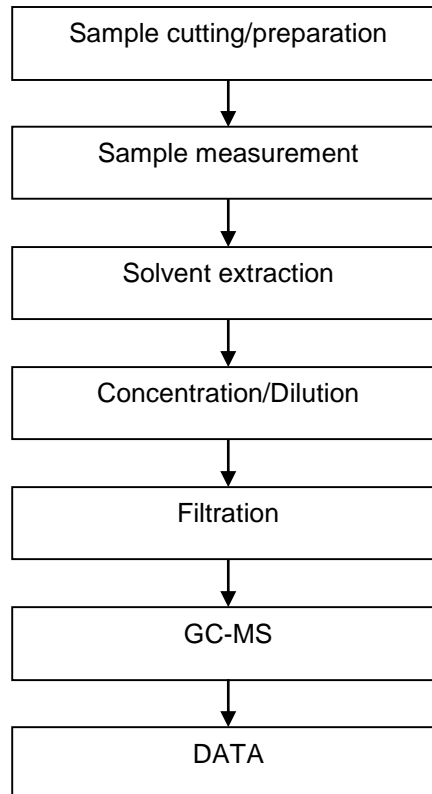 Sample cutting/preparation
Sample measurement
Solvent extraction
Concentration/Dilution
Filtration
GC-MS
DATA